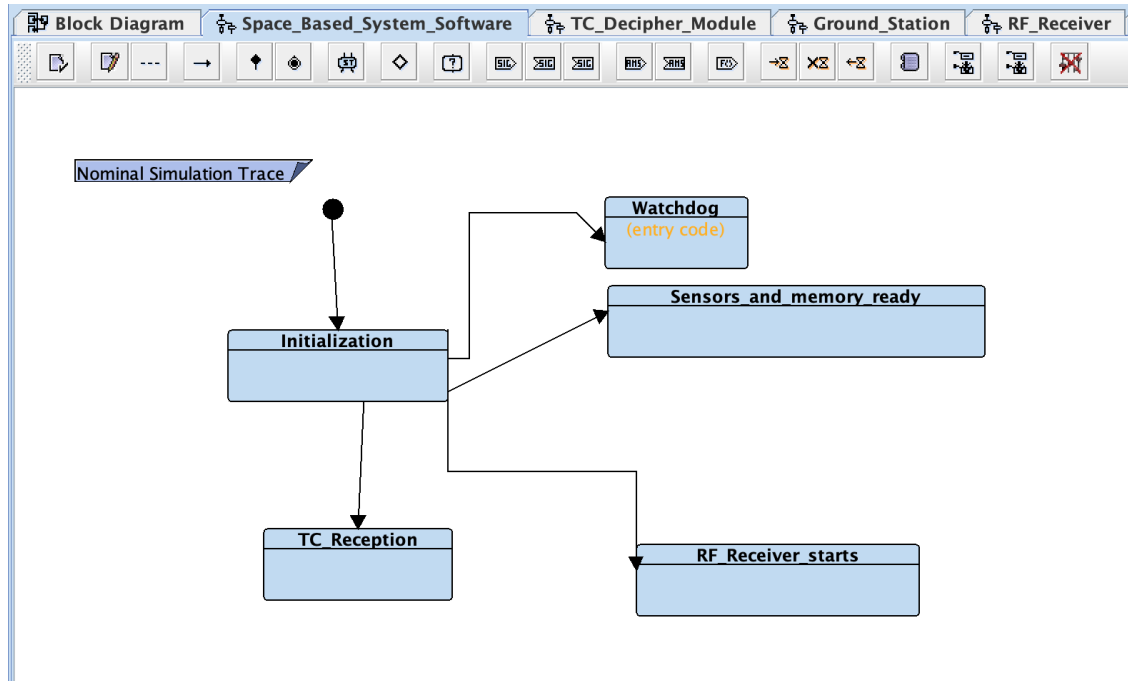 Block Diagram
Space_Based_System_Software
TC_Decipher_Module
Ground_Station
RF_Receiver
Nominal Simulation Trace
Watchdog
(entry code)
Sensors_and_memory_ready
Initialization
TC_Reception
RF_Receiver_starts